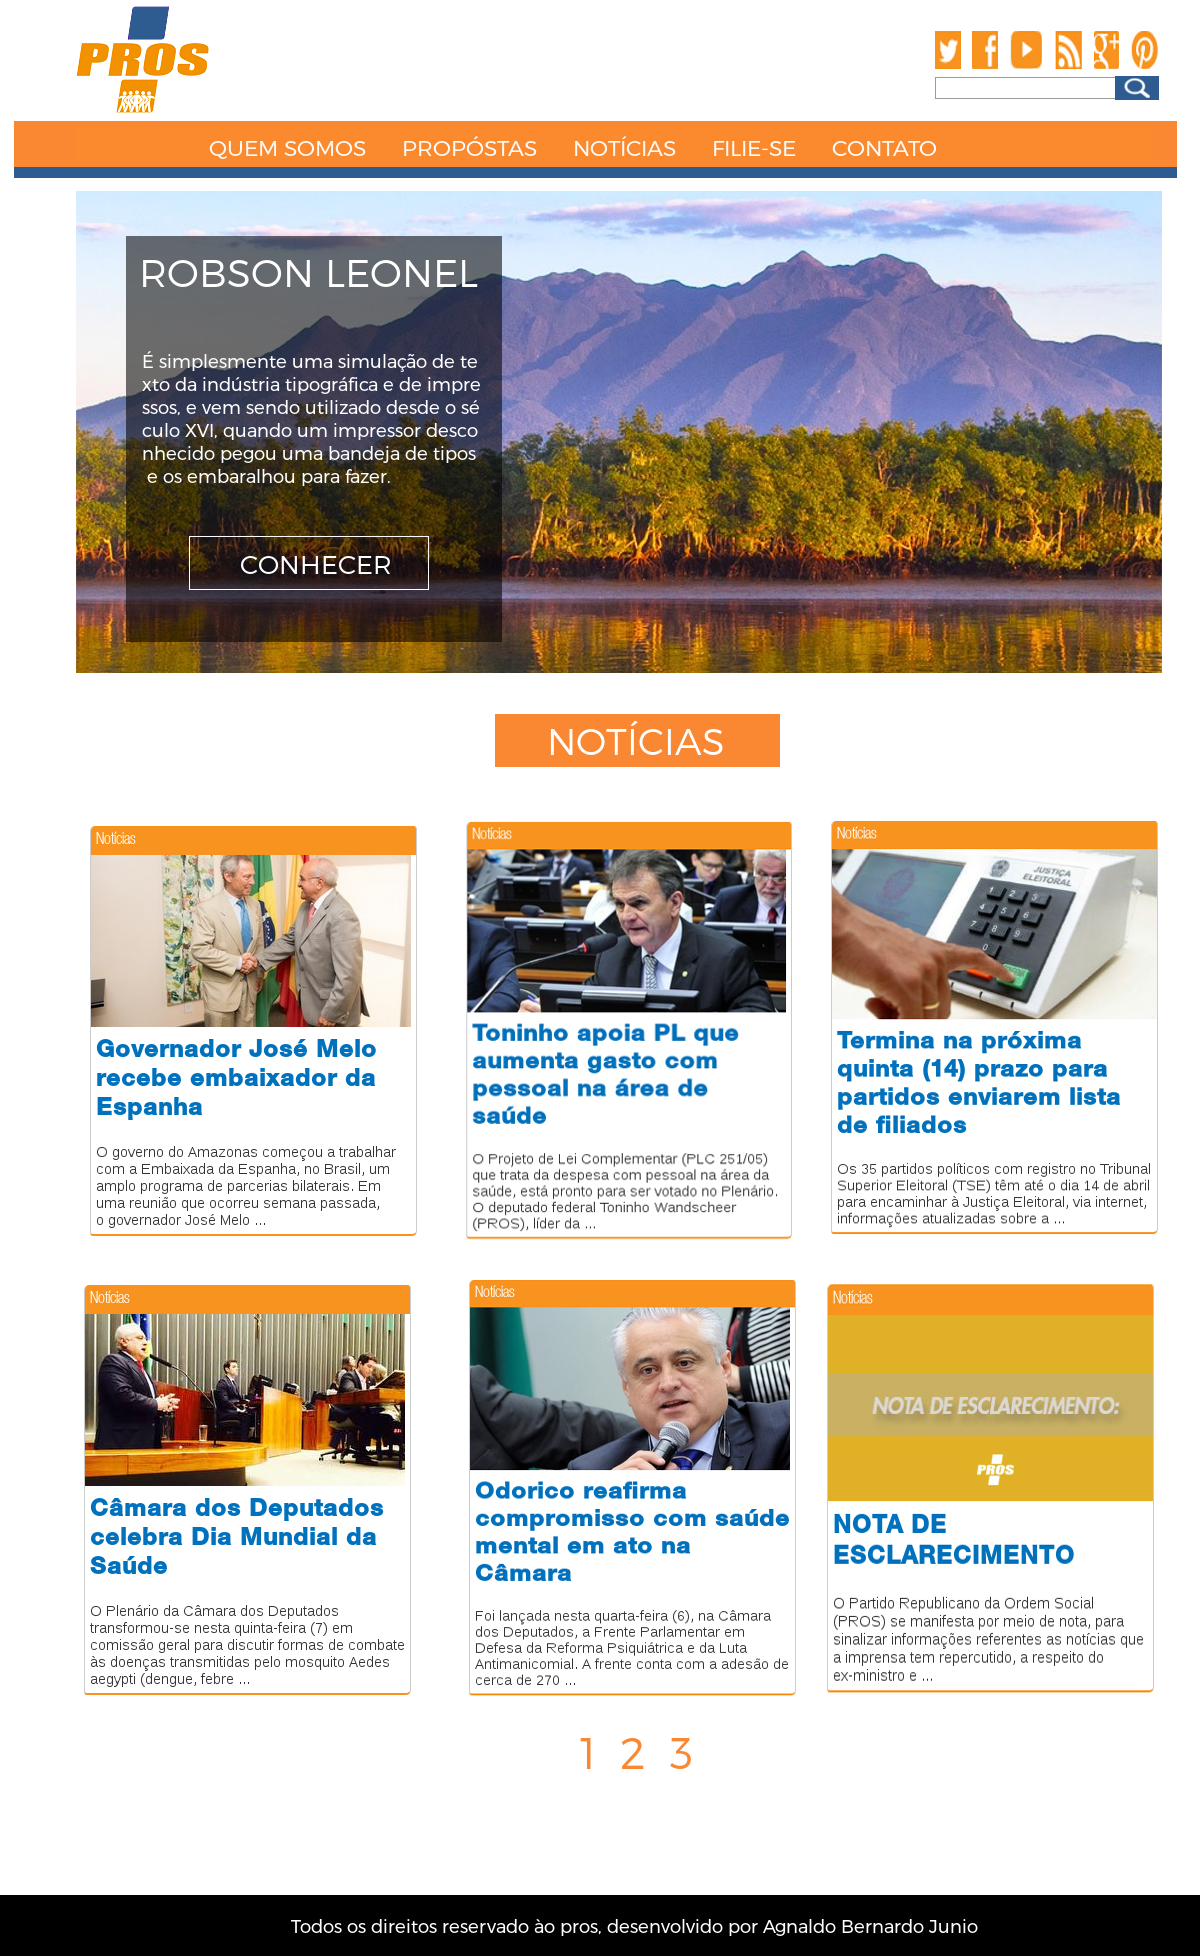 PROS
QUEM SOMOS PROPÓSTAS NOTÍCIAS FILIE-SE CONTATO
ROBSON LEONEL
É simplesmente uma simulação de te
xto da indústria tipográfica e de impre
ssos, e vem sendo utilizado desde o sé
culo XVI, quando um impressor desco
nhecido pegou uma bandeja de tipos
e os embaralhou para fazer.
CONHECER
NOTÍCIAS
Notícias
Governador José Melo
recebe embaixador da
Espanha
O governo do Amazonas começou a trabalhar
com a Embaixada da Espanha, no Brasil, um
amplo programa de parcerias bilaterais. Em
uma reunião que ocorreu semana passada,
o governador José Melo ...
Notícias
Toninho apoia PL que
aumenta gasto com
pessoal na área de
saúde
O Projeto de Lei Complementar (PLC 251/05)
que trata da despesa com pessoal na área da
saúde, está pronto para ser votado no Plenário.
O deputado federal Toninho Wandscheer
(PROS), líder da ...
Notícias
JUSTIÇA
ELEITORAL
Termina na próxima
quinta (14) prazo para
partidos enviarem lista
de filiados
Os 35 partidos políticos com registro no Tribunal
Superior Eleitoral (TSE) têm até o dia 14 de abril
para encaminhar à Justiça Eleitoral, via internet,
informações atualizadas sobre a ...
Notícias
Câmara dos Deputados
celebra Dia Mundial da
Saúde
O Plenário da Câmara dos Deputados
transformou-se nesta quinta-feira (7) em
comissão geral para discutir formas de combate
às doenças transmitidas pelo mosquito Aedes
aegypti (dengue, febre ...
Notícias
Odorico reafirma
compromisso com saúde
mental em ato na
Câmara
Foi lançada nesta quarta-feira (6), na Câmara
dos Deputados, a Frente Parlamentar em
Defesa da Reforma Psiquiátrica e da Luta
Antimanicomial. A frente conta com a adesão de
cerca de 270 ...
Notícias
NOTA DE ESCLARECIMENTO:
PROS
NOTA DE
ESCLARECIMENTO
O Partido Republicano da Ordem Social
(PROS) se manifesta por meio de nota, para
sinalizar informações referentes as notícias que
a imprensa tem repercutido, a respeito do
ex-ministro e ...
1 2 3
Todos os direitos reservado ào pros, desenvolvido por Agnaldo Bernardo Junio